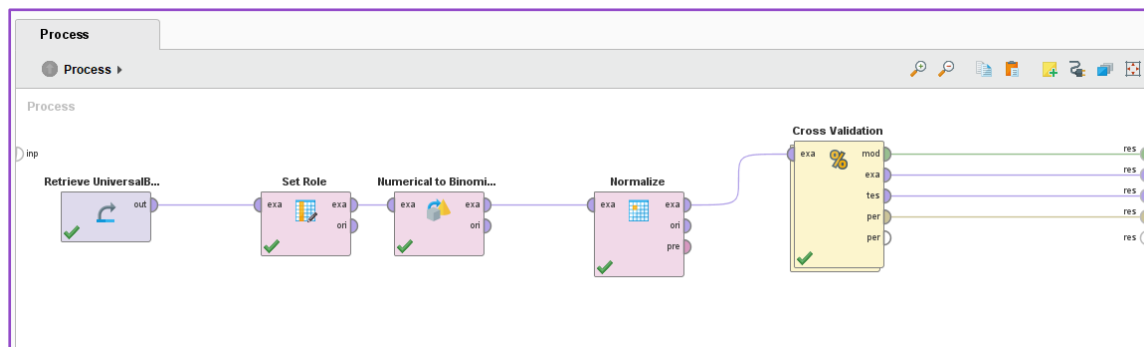 Process
Process
Process
inp
Retrieve UniversalB...
out
Set Role
exa
exa
ori
Numerical to Binomi...
exa
exa
ori
Normalize
exa
exa
ori
pre
Cross Validation
exa
%
mod
exa
tes
per
per
res
res
res
res
res